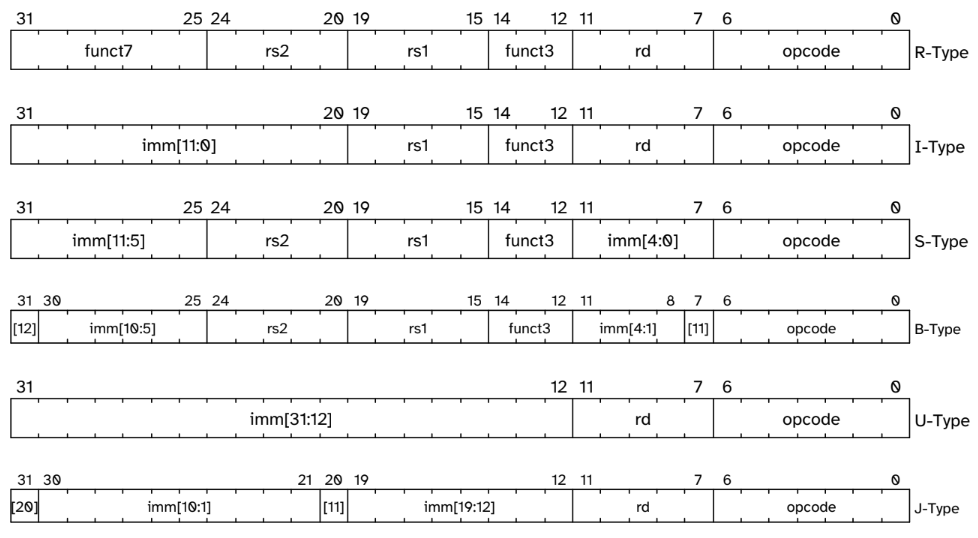 31 25 24 20 19 15 14 12 11 7 6 0
funct7 rs2 rs1 funct3 rd opcode R-Type
31 20 19 15 14 12 11 7 6 0
imm[11:0] rs1 funct3 rd opcode I-Type
31 25 24 20 19 15 14 12 11 7 6 0
imm[11:5] rs2 rs1 funct3 imm[4:0] opcode S-Type
31 30 25 24 20 19 15 14 12 11 8 7 6 0
[12] imm[10:5] rs2 rs1 funct3 imm[4:1] [11] opcode B-Type
31 12 11 7 6 0
imm[31:12] rd opcode U-Type
31 30 21 20 19 12 11 7 6 0
[20] imm[10:1] [11] imm[19:12] rd opcode J-Type